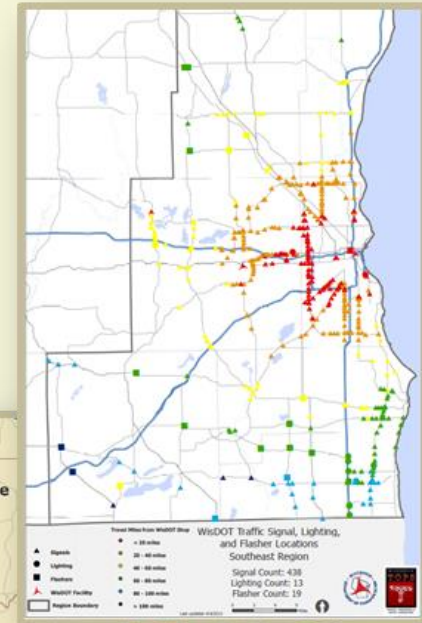 WisDOT Traffic Signal, Lighting,
and Flasher Locations
Southeast Region
Signal Count: 438
Lighting Count: 13
Flasher Count: 19
Travel Miles from WisDOT Shop
< 20 miles
20 - 40 miles
40 - 60 miles
60 - 80 miles
80 - 100 miles
> 100 miles
Signals
Lighting
Flashers
WisDOT Facility
Region Boundary
TOPS
e